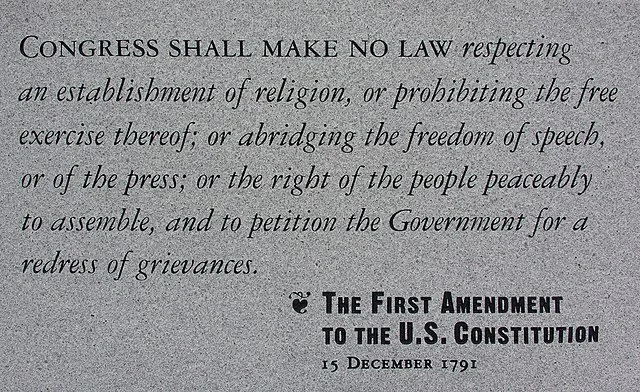 CONGRESS SHALL MAKE NO LAW respecting
an establishment of religion, or prohibiting the free
exercise thereof; or abridging the freedom of speech,
or of the press; or the right of the people peaceably
to assemble, and to petition the Government for a
redress of grievances.
❦ THE FIRST AMENDMENT
TO THE U.S. CONSTITUTION
15 DECEMBER 1791